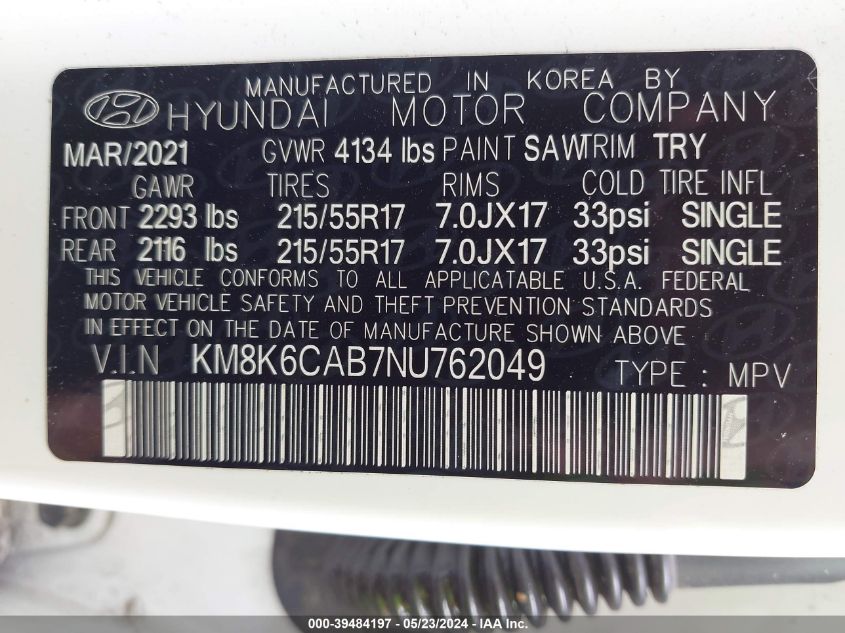 MANUFACTURED IN KOREA BY
HYUNDAI MOTOR COMPANY
MAR/2021 GVWR 4134 lbs PAINT SAW TRIM TRY
GAWR TIRES RIMS COLD TIRE INFL
FRONT 2293 lbs 215/55R17 7.0JX17 33psi SINGLE
REAR 2116 lbs 215/55R17 7.0JX17 33psi SINGLE
THIS VEHICLE CONFORMS TO ALL APPLICATABLE U.S.A. FEDERAL
MOTOR VEHICLE SAFETY AND THEFT PREVENTION STANDARDS
IN EFFECT ON THE DATE OF MANUFACTURE SHOWN ABOVE
V.I.N KM8K6CAB7NU762049 TYPE : MPV
000-39484197 - 05/23/2024 - IAA, Inc.